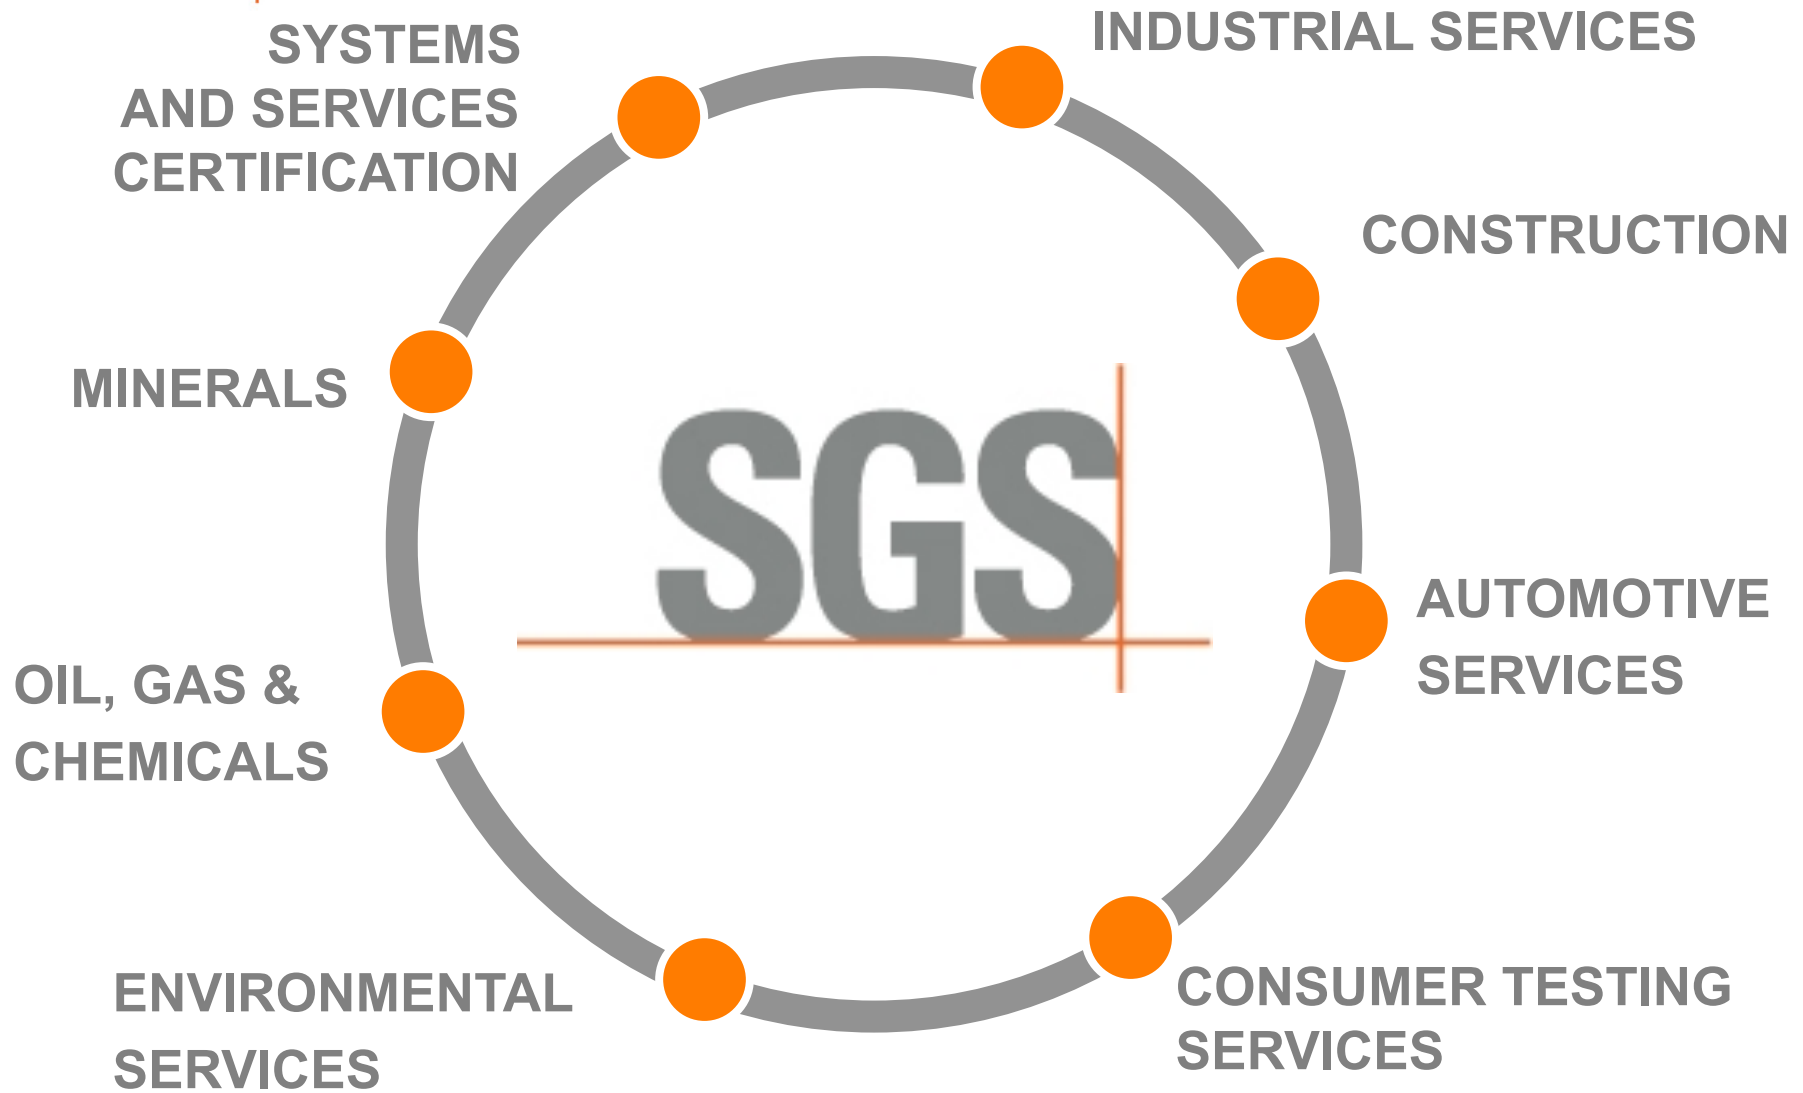 SYSTEMS
AND SERVICES
CERTIFICATION
INDUSTRIAL SERVICES
CONSTRUCTION
MINERALS
SGS
AUTOMOTIVE
SERVICES
OIL, GAS &
CHEMICALS
ENVIRONMENTAL
SERVICES
CONSUMER TESTING
SERVICES